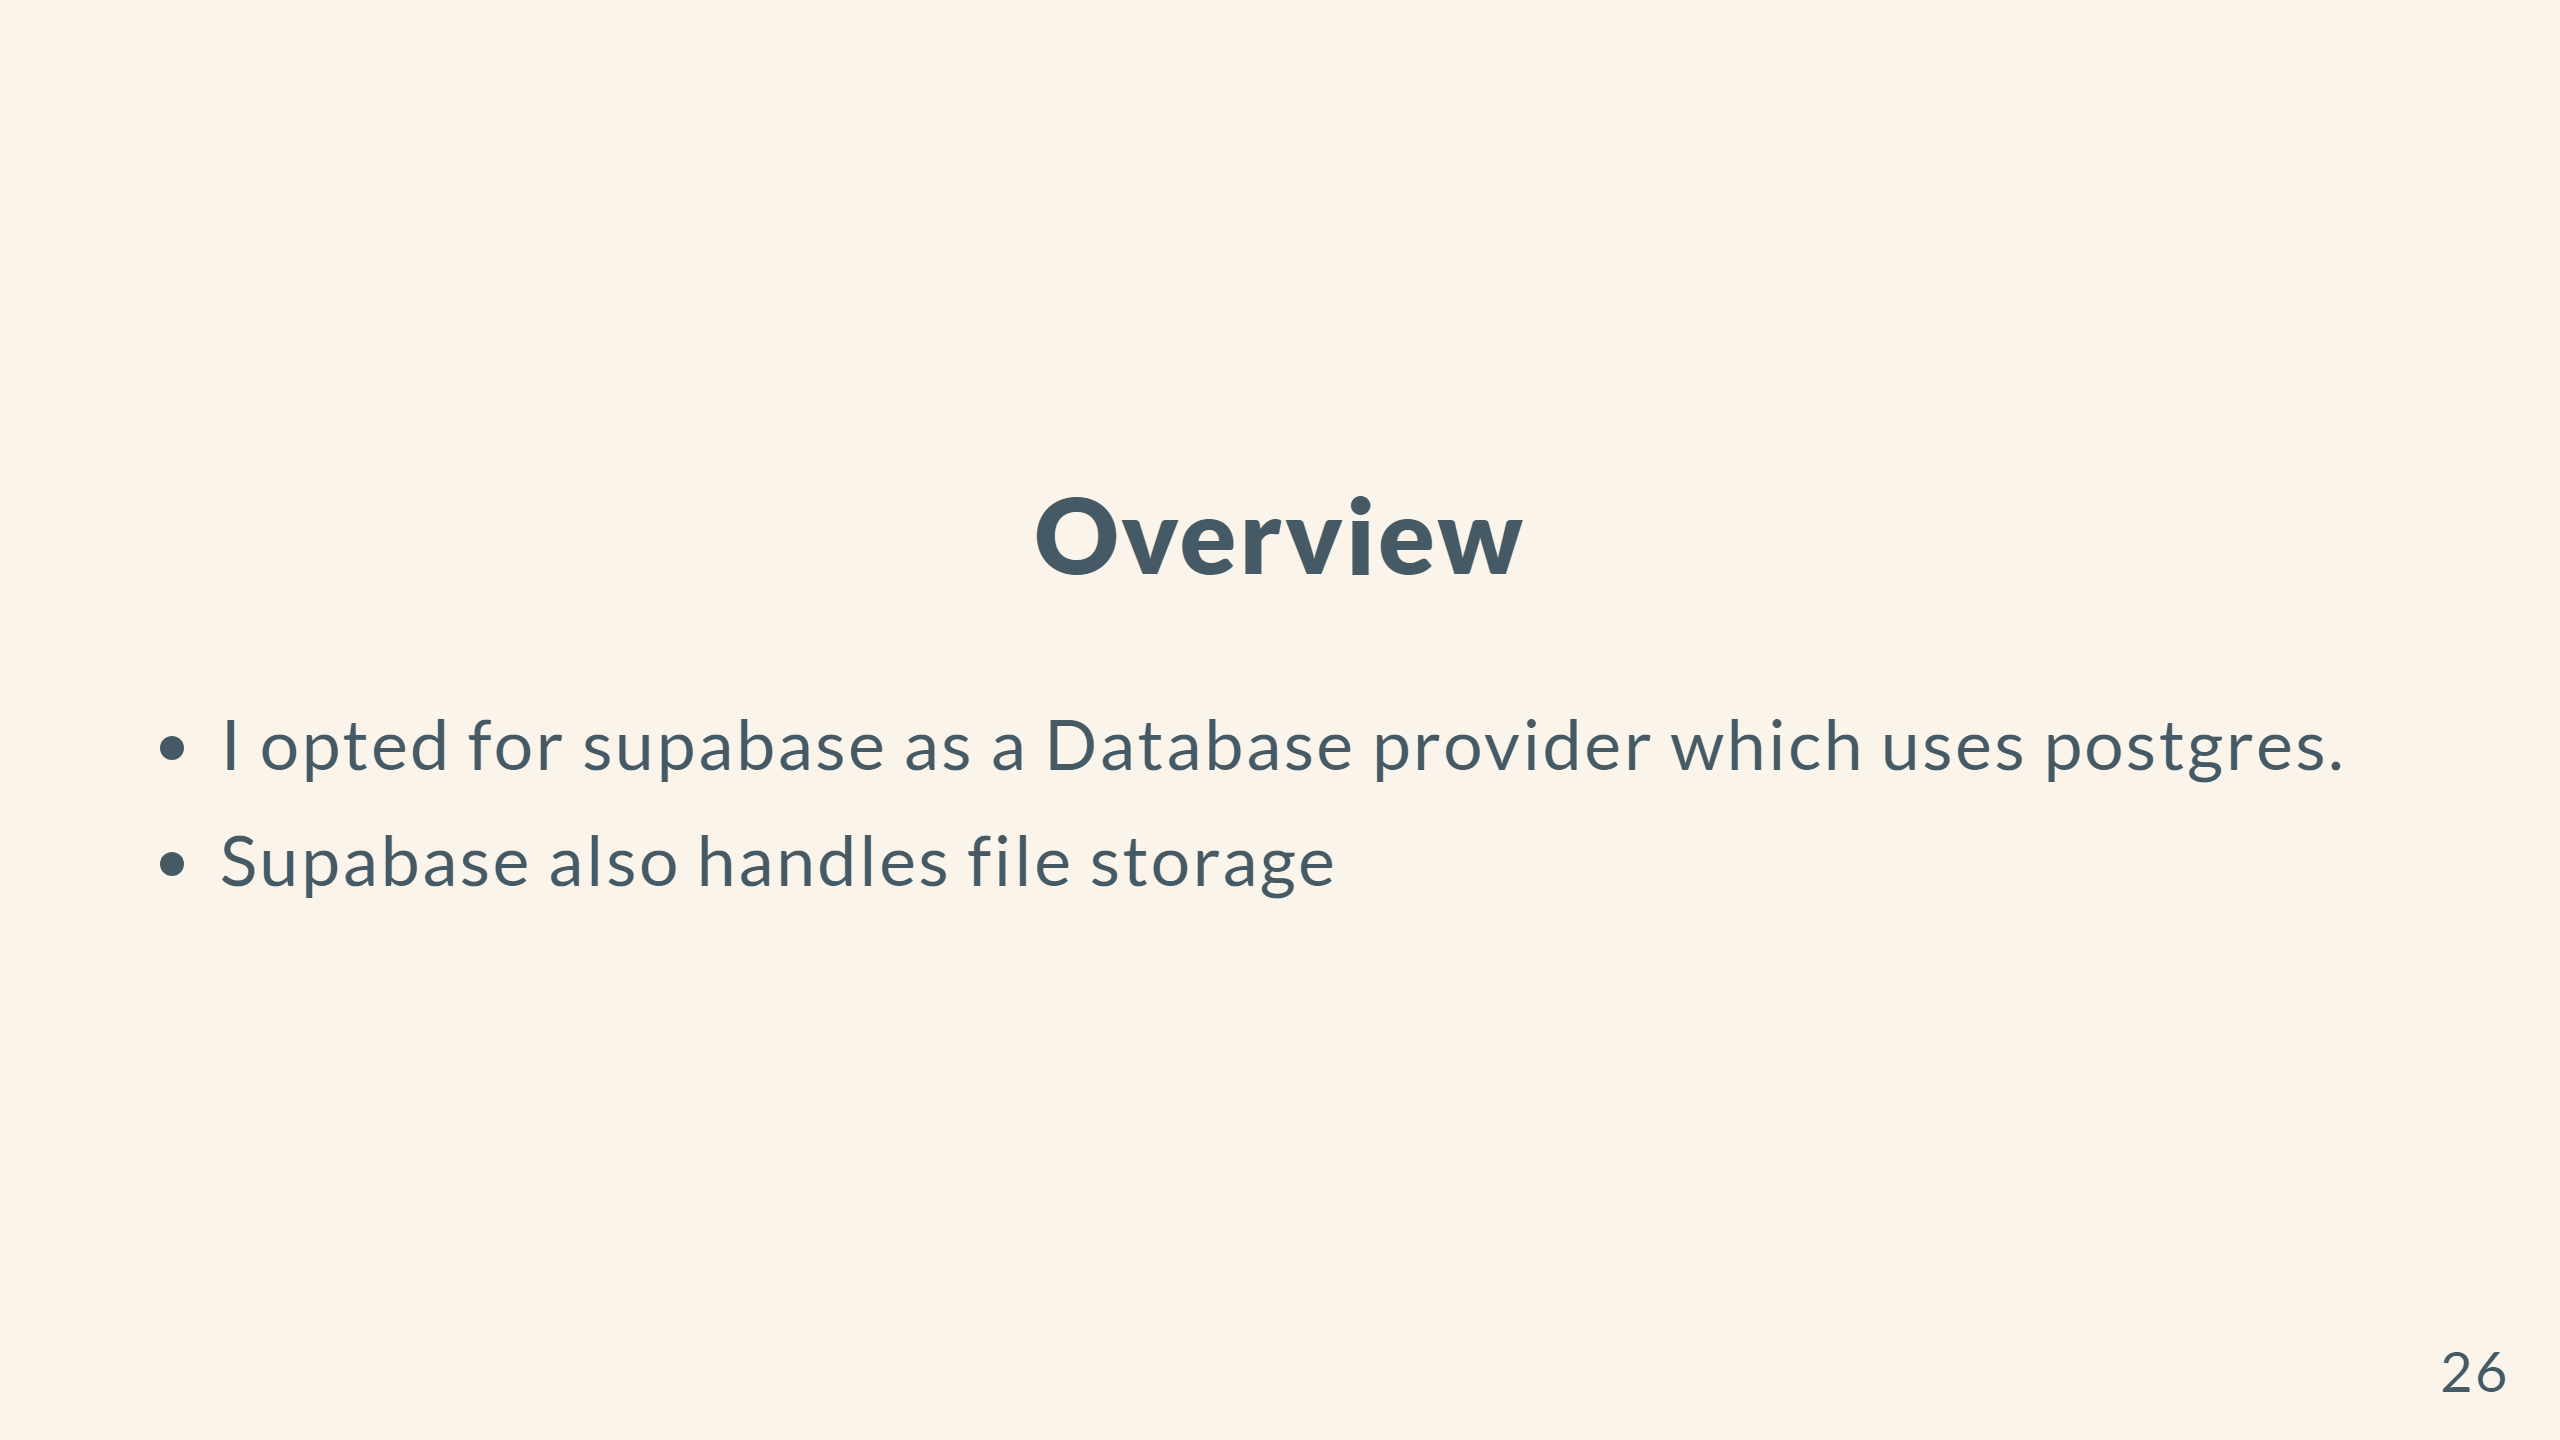 Overview
• I opted for supabase as a Database provider which uses postgres.
• Supabase also handles file storage
26